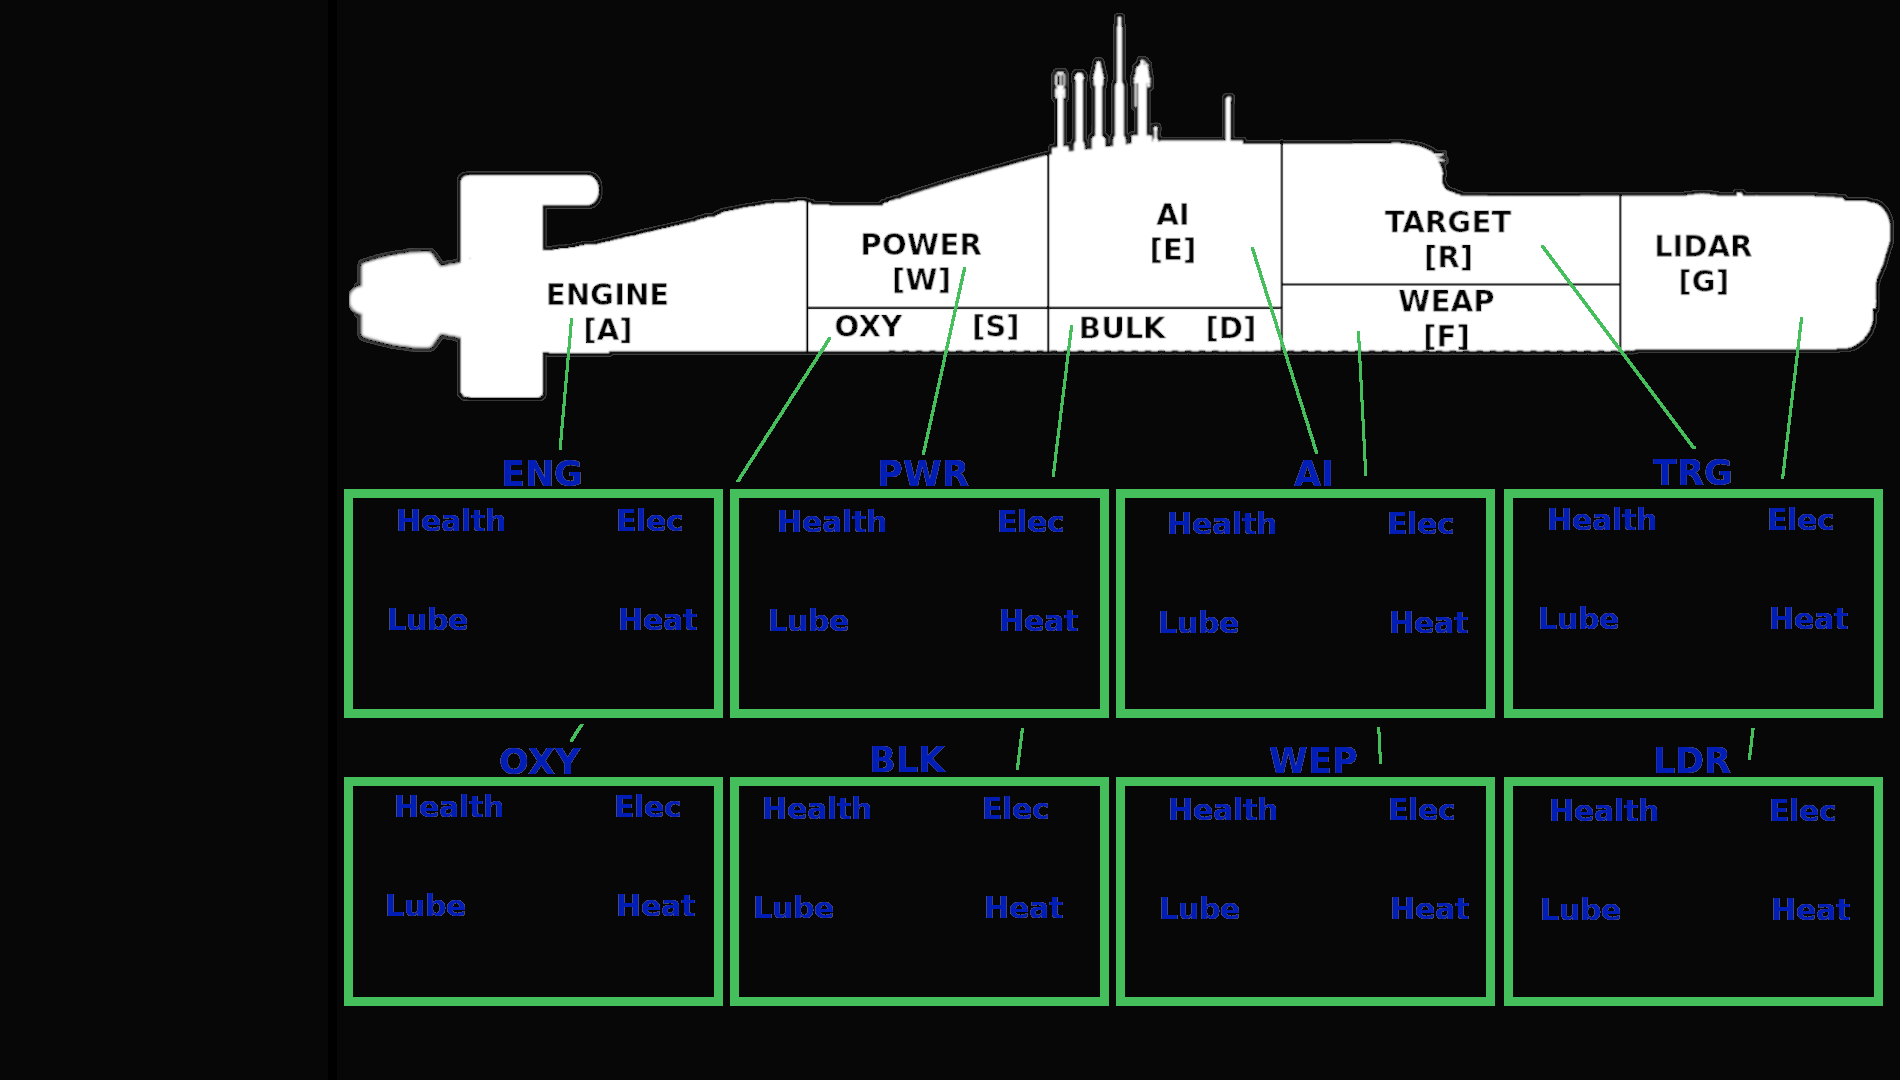 AI
[E]
TARGET
[R]
LIDAR
[G]
POWER
[W]
ENGINE
[A]
OXY [S]
BULK [D]
WEAP
[F]
ENG
PWR
AI
TRG
Health Elec
Lube Heat
Health Elec
Lube Heat
Health Elec
Lube Heat
Health Elec
Lube Heat
OXY
BLK
WEP
LDR
Health Elec
Lube Heat
Health Elec
Lube Heat
Health Elec
Lube Heat
Health Elec
Lube Heat